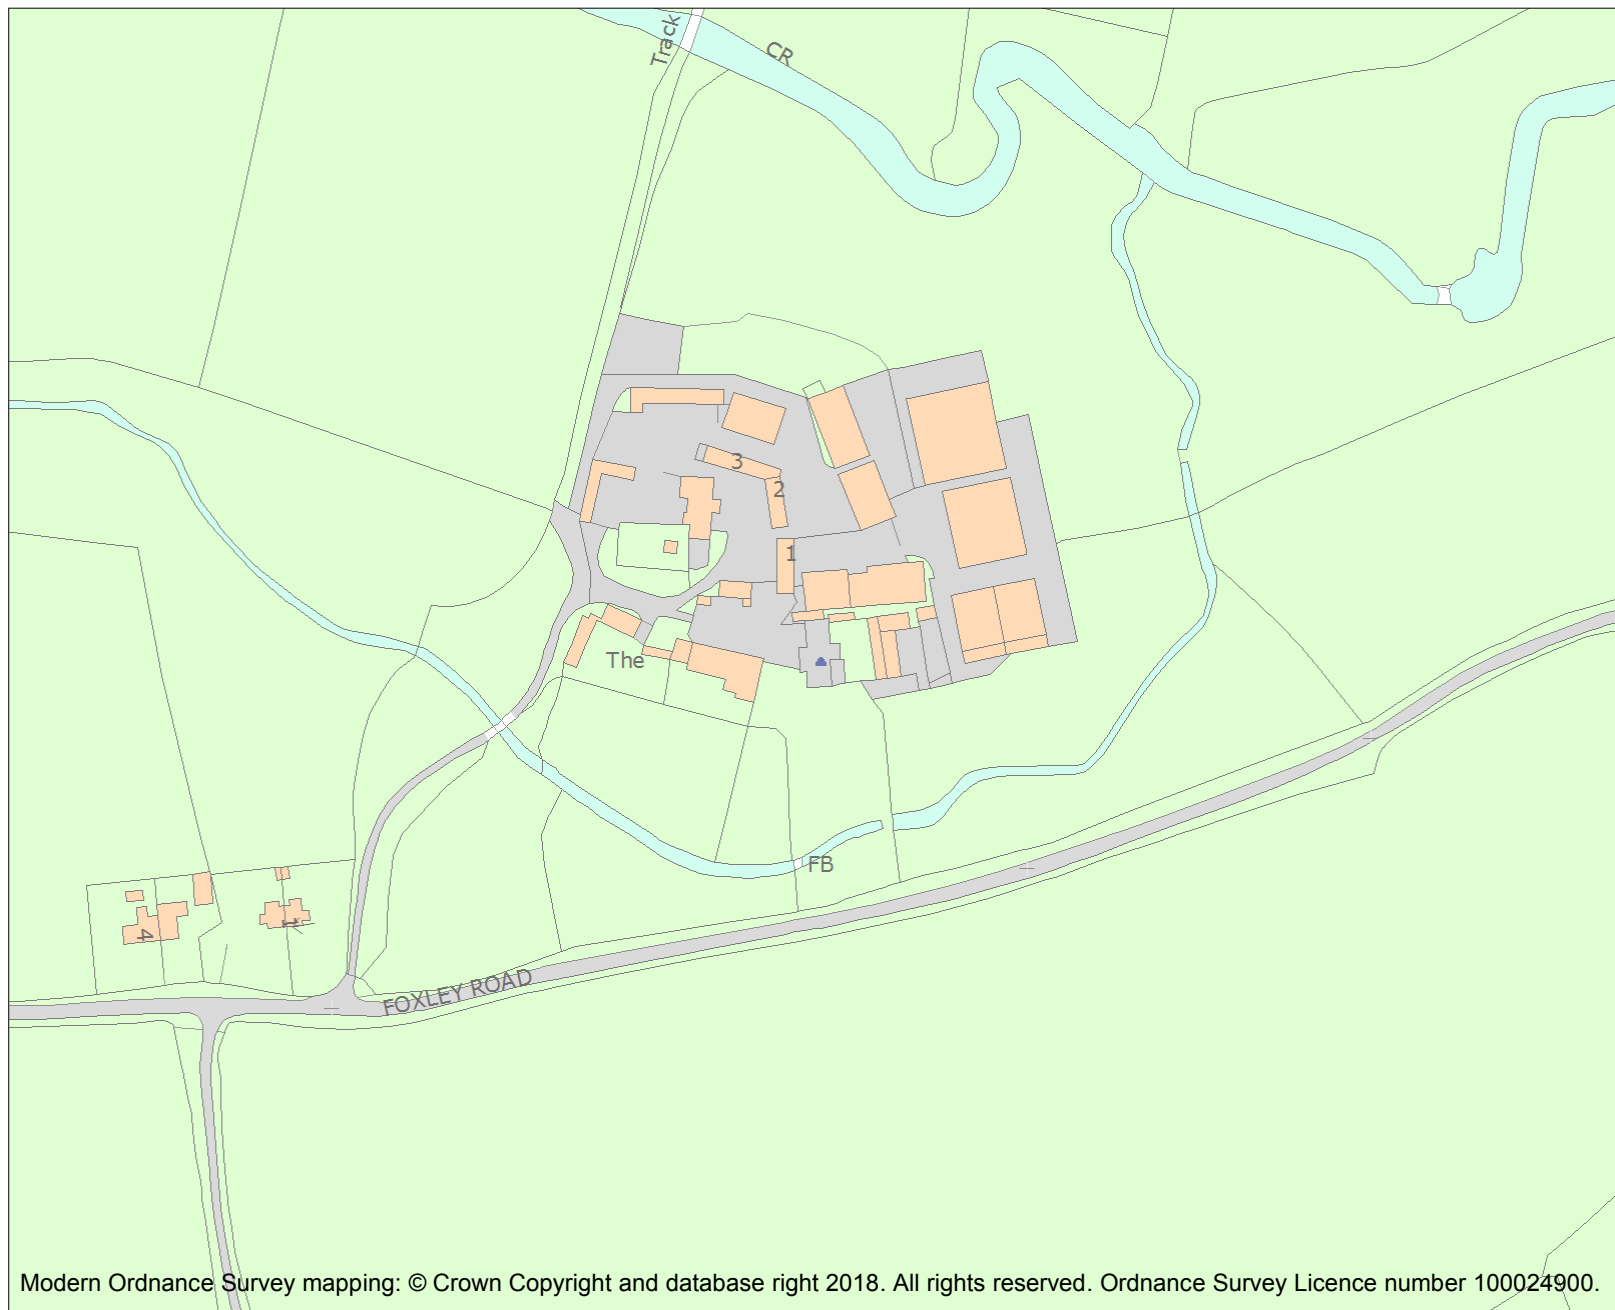 Track
CR
3
2
1
The
FB
4
1
FOXLEY ROAD
Modern Ordnance Survey mapping: © Crown Copyright and database right 2018. All rights reserved. Ordnance Survey Licence number 100024900.